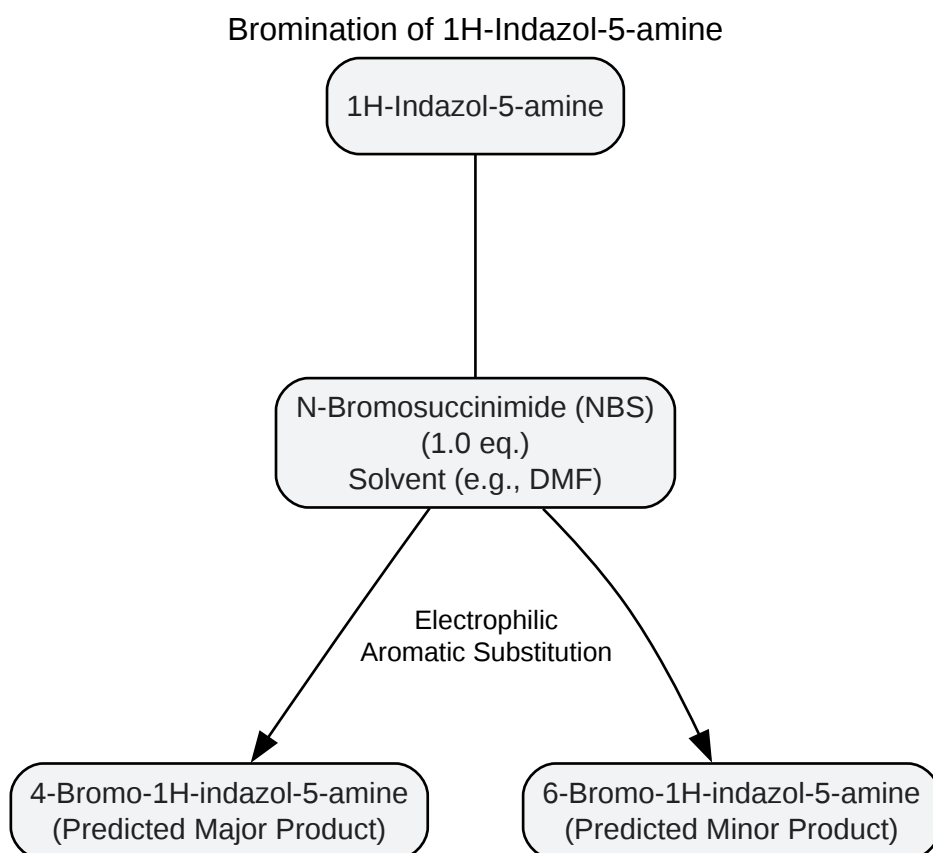 Bromination of 1H-Indazol-5-amine
1H-Indazol-5-amine
N-Bromosuccinimide (NBS)
(1.0 eq.)
Solvent (e.g., DMF)
Electrophilic
Aromatic Substitution
4-Bromo-1H-indazol-5-amine
(Predicted Major Product)
6-Bromo-1H-indazol-5-amine
(Predicted Minor Product)